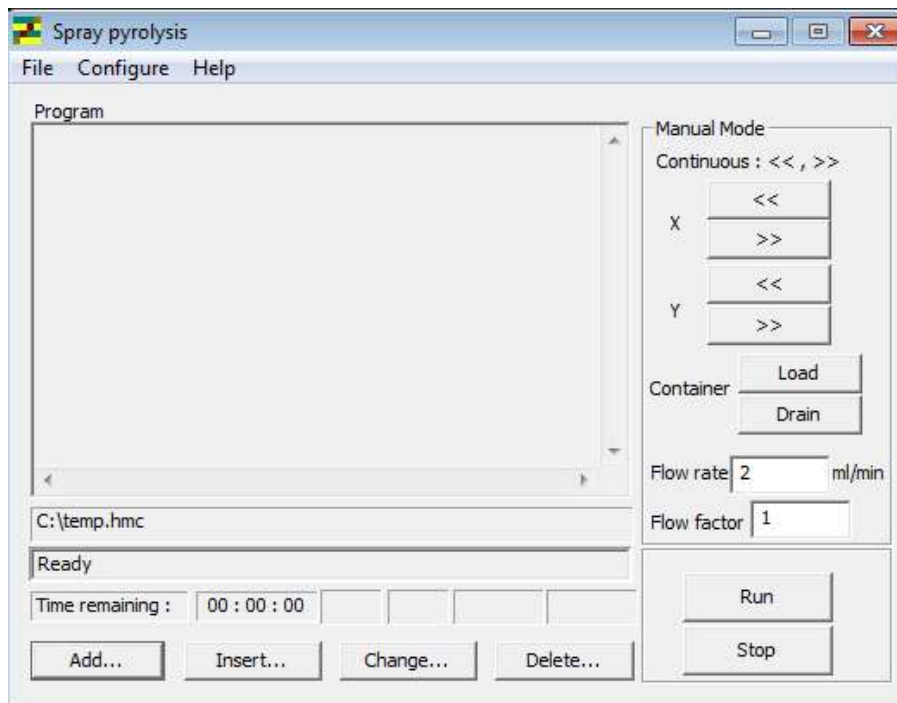 Spray pyrolysis
File Configure Help
Program
Manual Mode
Continuous : << , >>
X
<<
>>
Y
<<
>>
Container
Load
Drain
Flow rate 2 ml/min
Flow factor 1
C:\temp.hmc
Ready
Time remaining : 00 : 00 : 00
Add... Insert... Change... Delete...
Run
Stop